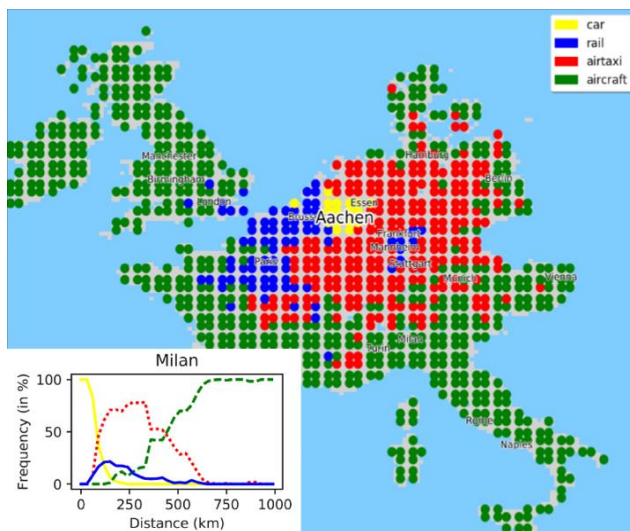 car
rail
airtaxi
aircraft
Manchester
Birmingham
London
Hamburg
Berlin
Essen
Aachen
Frankfurt
Mannheim
Stuttgart
Paris
Munich
Vienna
Turin
Milan
Rome
Naples
Milan
Frequency (in %)
100
50
0
0 250 500 750 1000
Distance (km)